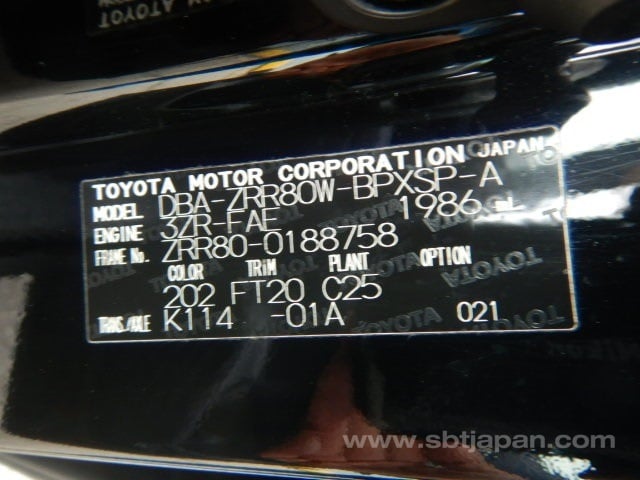 TOYOTA MOTOR CORPORATION JAPAN
MODEL DBA-ZRR80W-BPXSP-A
ENGINE 3ZR-FAE 1986 mL
FRAME No. ZRR80-0188758
COLOR TRIM PLANT OPTION
202 FT20 C25
TRANS./AXLE K114 -01A 021
www.sbtjapan.com